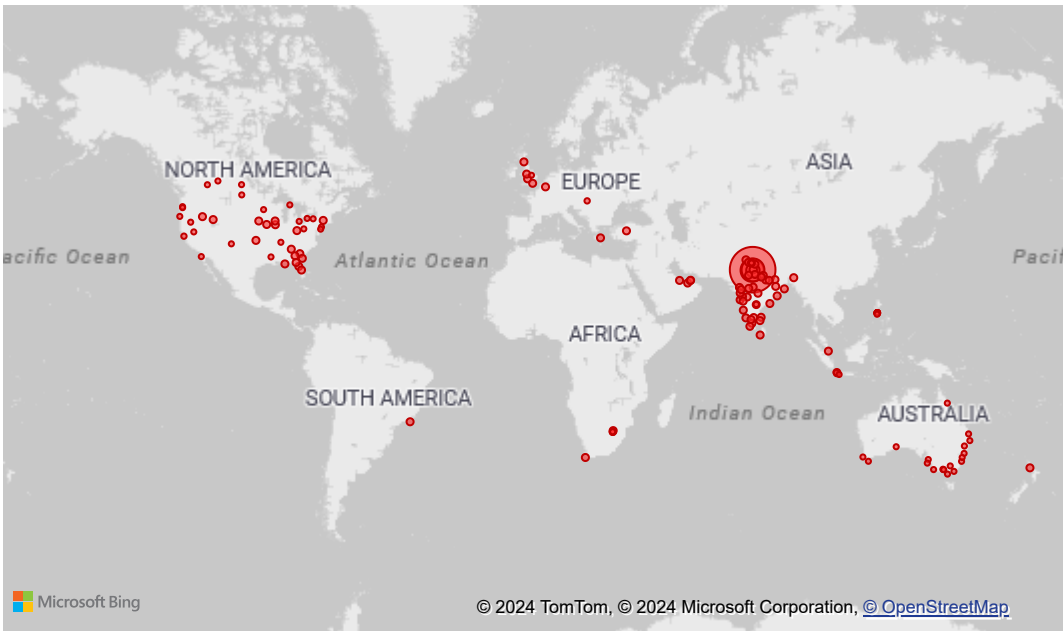 NORTH AMERICA
ASIA
EUROPE
acific Ocean
Atlantic Ocean
Pacif
AFRICA
SOUTH AMERICA
Indian Ocean
AUSTRALIA
Microsoft Bing
© 2024 TomTom, © 2024 Microsoft Corporation, © OpenStreetMap